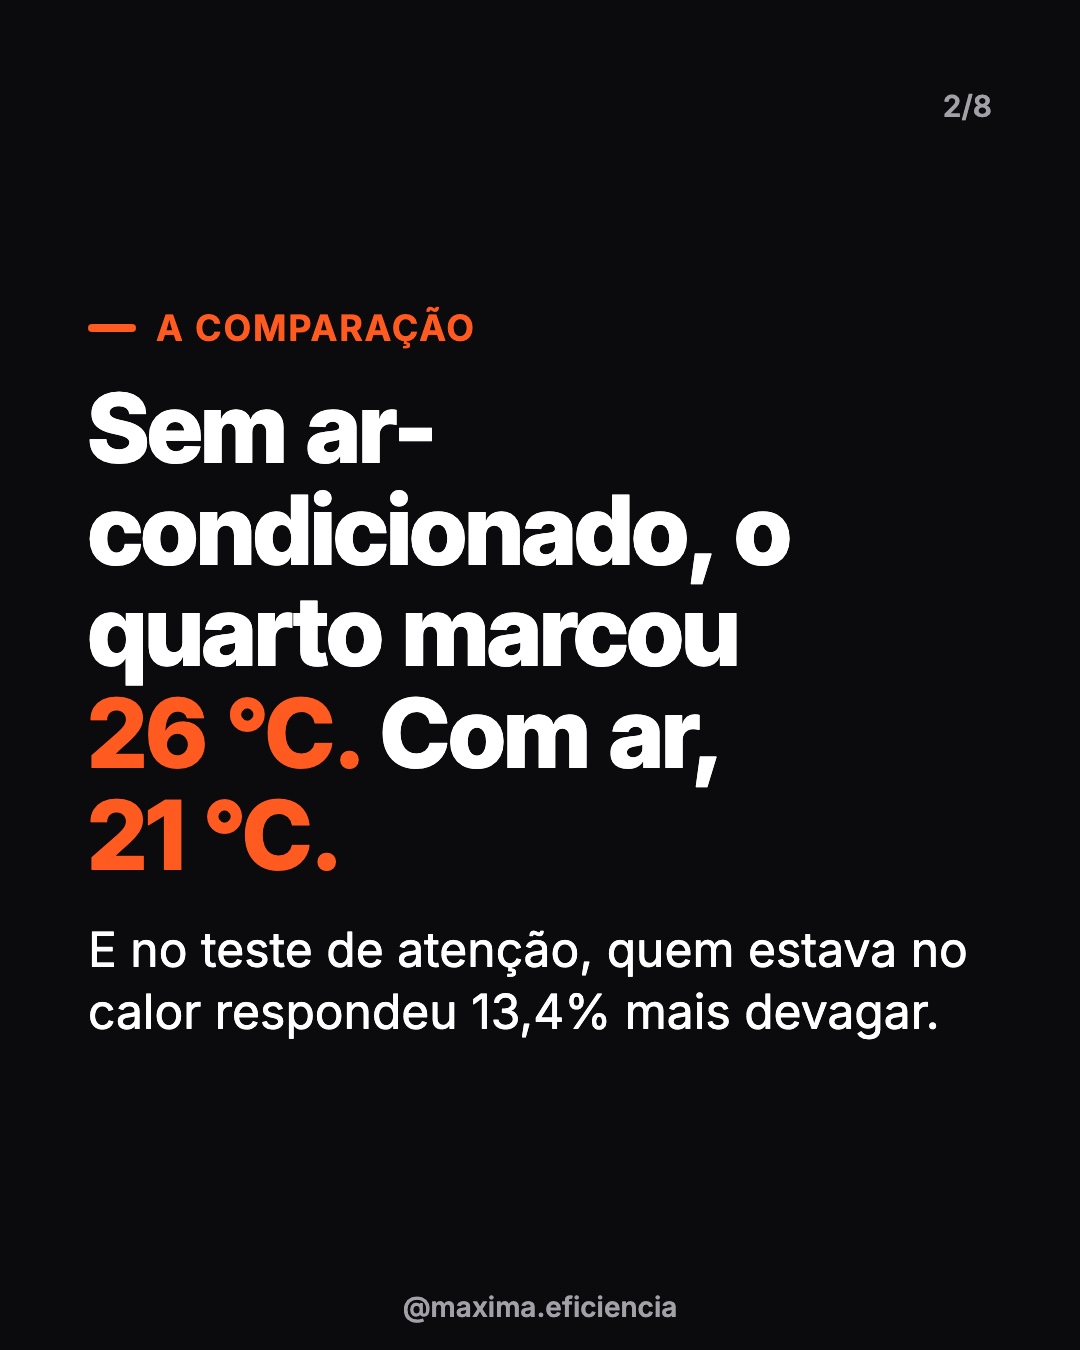 2/8
A COMPARAÇÃO
Sem ar-
condicionado, o
quarto marcou
26 °C. Com ar,
21 °C.
E no teste de atenção, quem estava no
calor respondeu 13,4% mais devagar.
@maxima.eficiencia